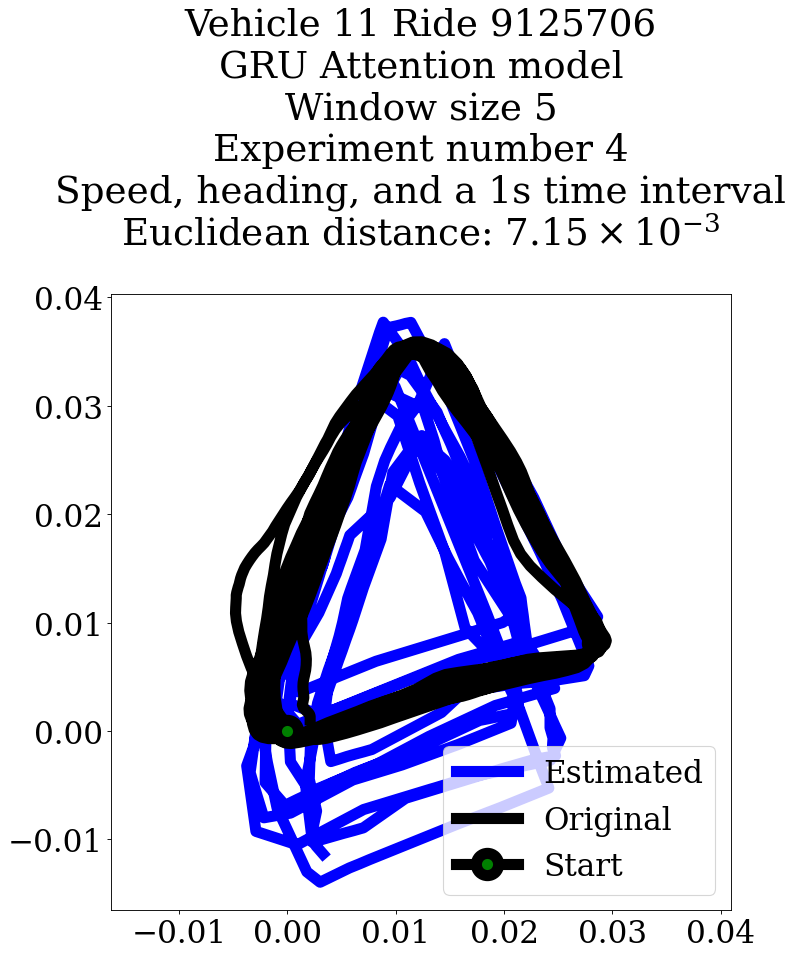 Vehicle 11 Ride 9125706
GRU Attention model
Window size 5
Experiment number 4
Speed, heading, and a 1s time interval
Euclidean distance: 7.15 × 10⁻³
0.04
0.03
0.02
0.01
0.00
−0.01
Estimated
Original
Start
−0.01 0.00 0.01 0.02 0.03 0.04